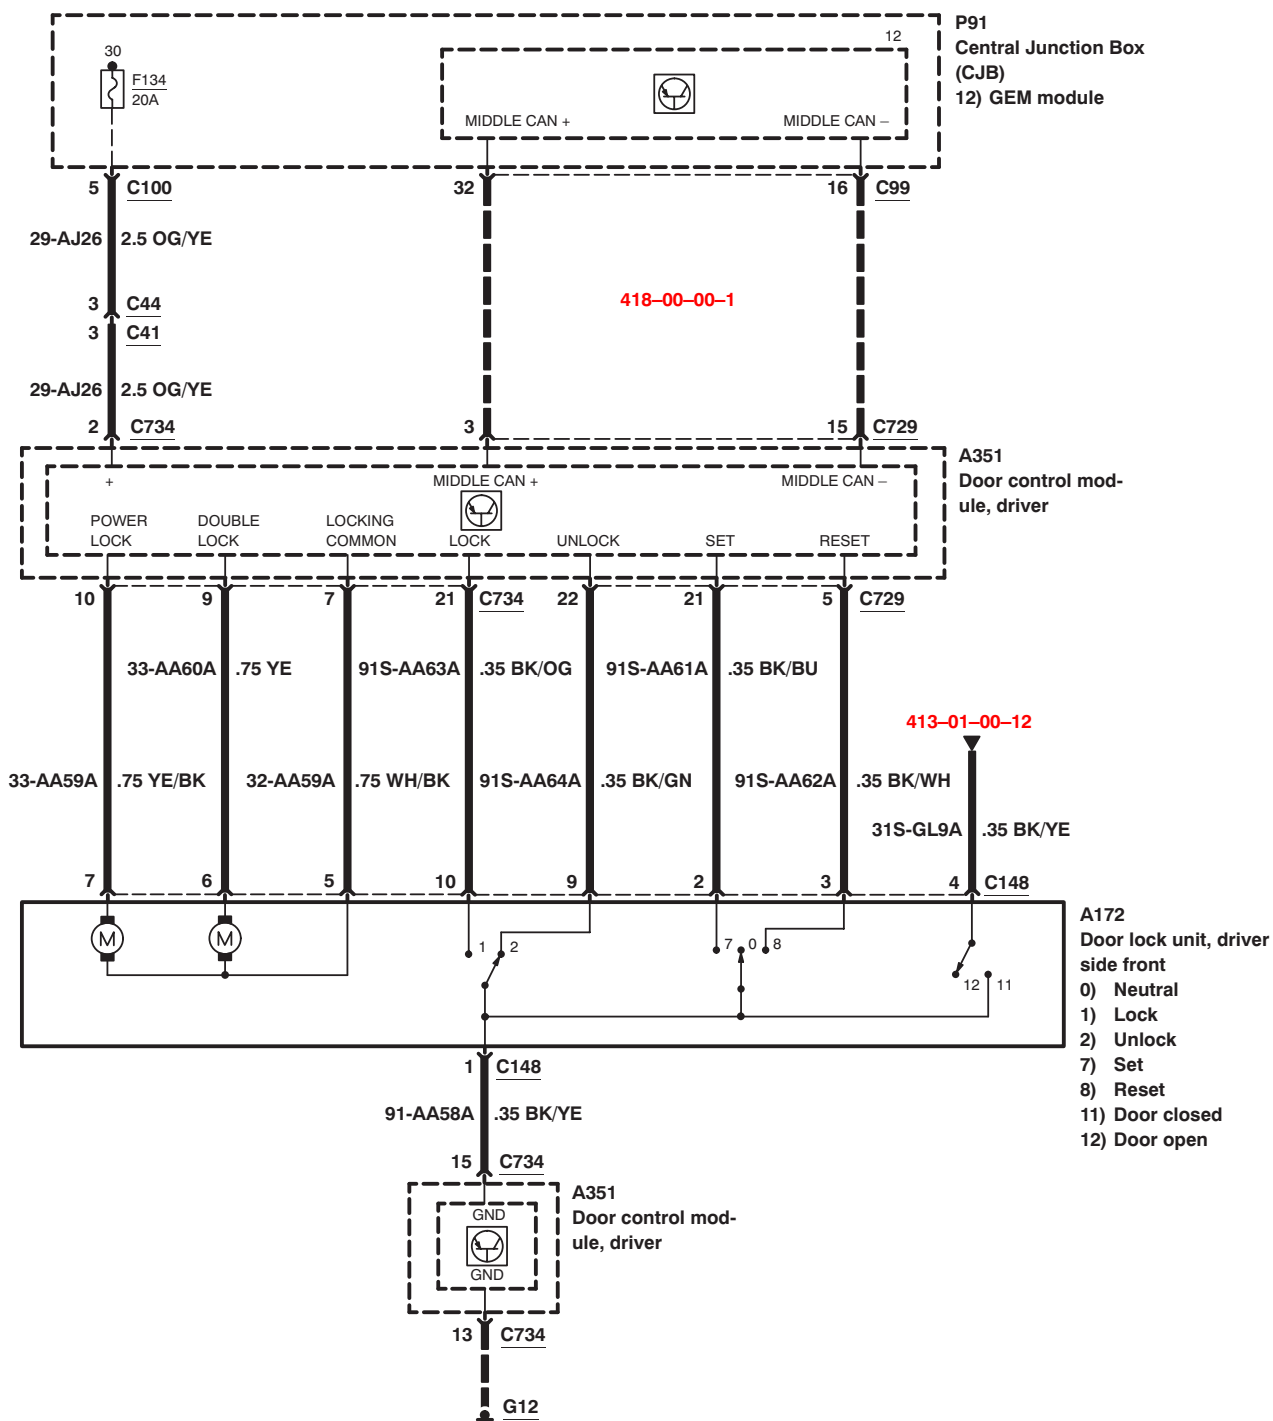 P91
Central Junction Box
(CJB)
12) GEM module
30
F134
20A
12
MIDDLE CAN +
MIDDLE CAN –
5 C100
32
16 C99
29-AJ26 2.5 OG/YE
418–00–00–1
3 C44
3 C41
29-AJ26 2.5 OG/YE
2 C734
3
15 C729
A351
Door control mod-
ule, driver
+
MIDDLE CAN +
MIDDLE CAN –
POWER
LOCK
DOUBLE
LOCK
LOCKING
COMMON
LOCK
UNLOCK
SET
RESET
10
9
7
21 C734
22
21
5 C729
33-AA60A .75 YE
91S-AA63A .35 BK/OG
91S-AA61A .35 BK/BU
413–01–00–12
33-AA59A .75 YE/BK
32-AA59A .75 WH/BK
91S-AA64A .35 BK/GN
91S-AA62A .35 BK/WH
31S-GL9A .35 BK/YE
7
6
5
10
9
2
3
4 C148
A172
Door lock unit, driver
side front
0) Neutral
1) Lock
2) Unlock
7) Set
8) Reset
11) Door closed
12) Door open
M
M
1
2
7
0
8
12
11
1 C148
91-AA58A .35 BK/YE
15 C734
A351
Door control mod-
ule, driver
GND
GND
13 C734
G12